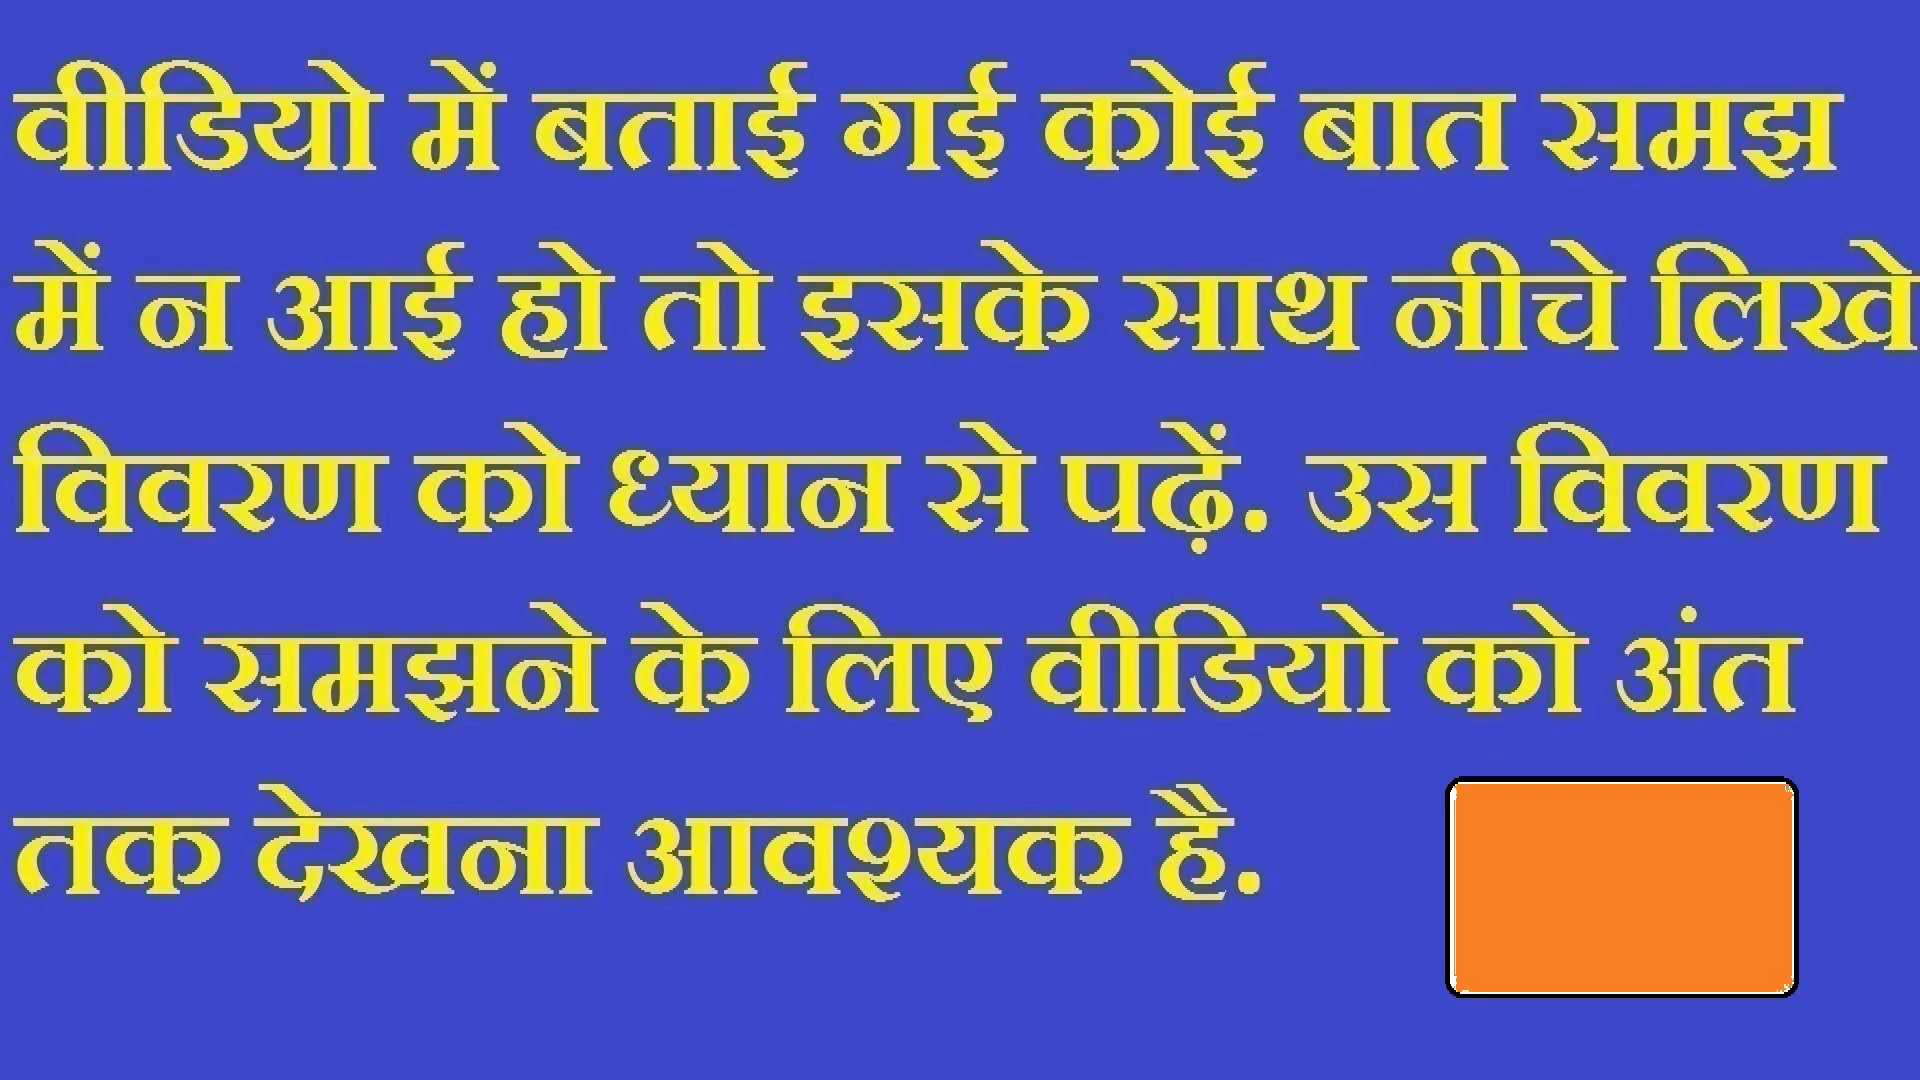 वीडियो में बताई गई कोई बात समझ
में न आई हो तो इसके साथ नीचे लिखे
विवरण को ध्यान से पढ़ें. उस विवरण
को समझने के लिए वीडियो को अंत
तक देखना आवश्यक है.